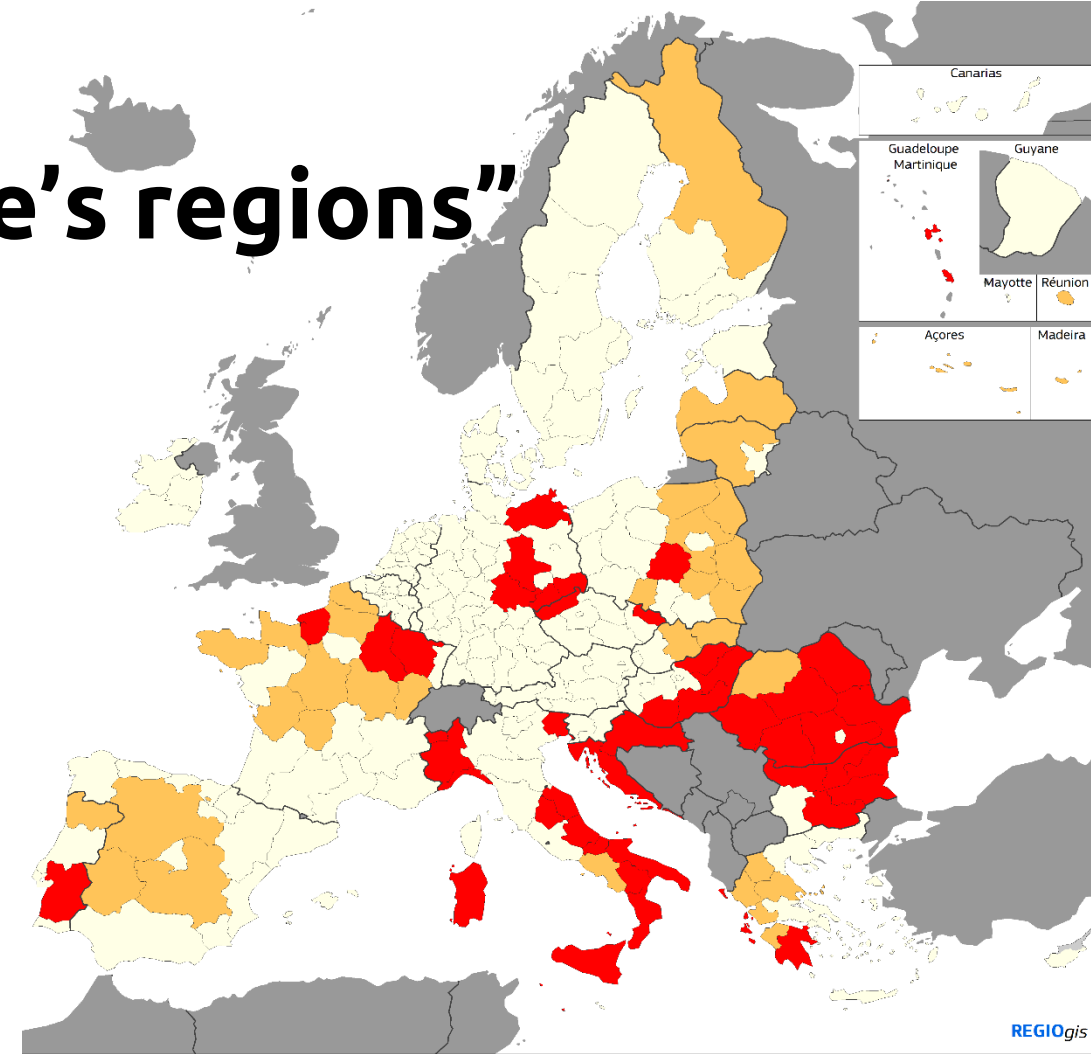 e’s regions”
Canarias
Guadeloupe
Martinique
Guyane
Mayotte
Réunion
Açores
Madeira
REGIOgis